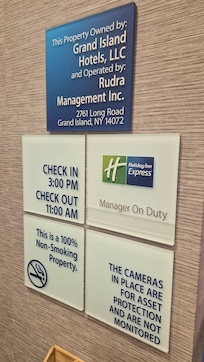 This Property Owned by:
Grand Island
Hotels, LLC
and Operated by:
Rudra
Management Inc.
2761 Long Road
Grand Island, NY 14072
CHECK IN
3:00 PM
CHECK OUT
11:00 AM
H Holiday Inn
Express
Manager On Duty
This is a 100%
Non-Smoking
Property.
THE CAMERAS
IN PLACE ARE
FOR ASSET
PROTECTION
AND ARE NOT
MONITORED